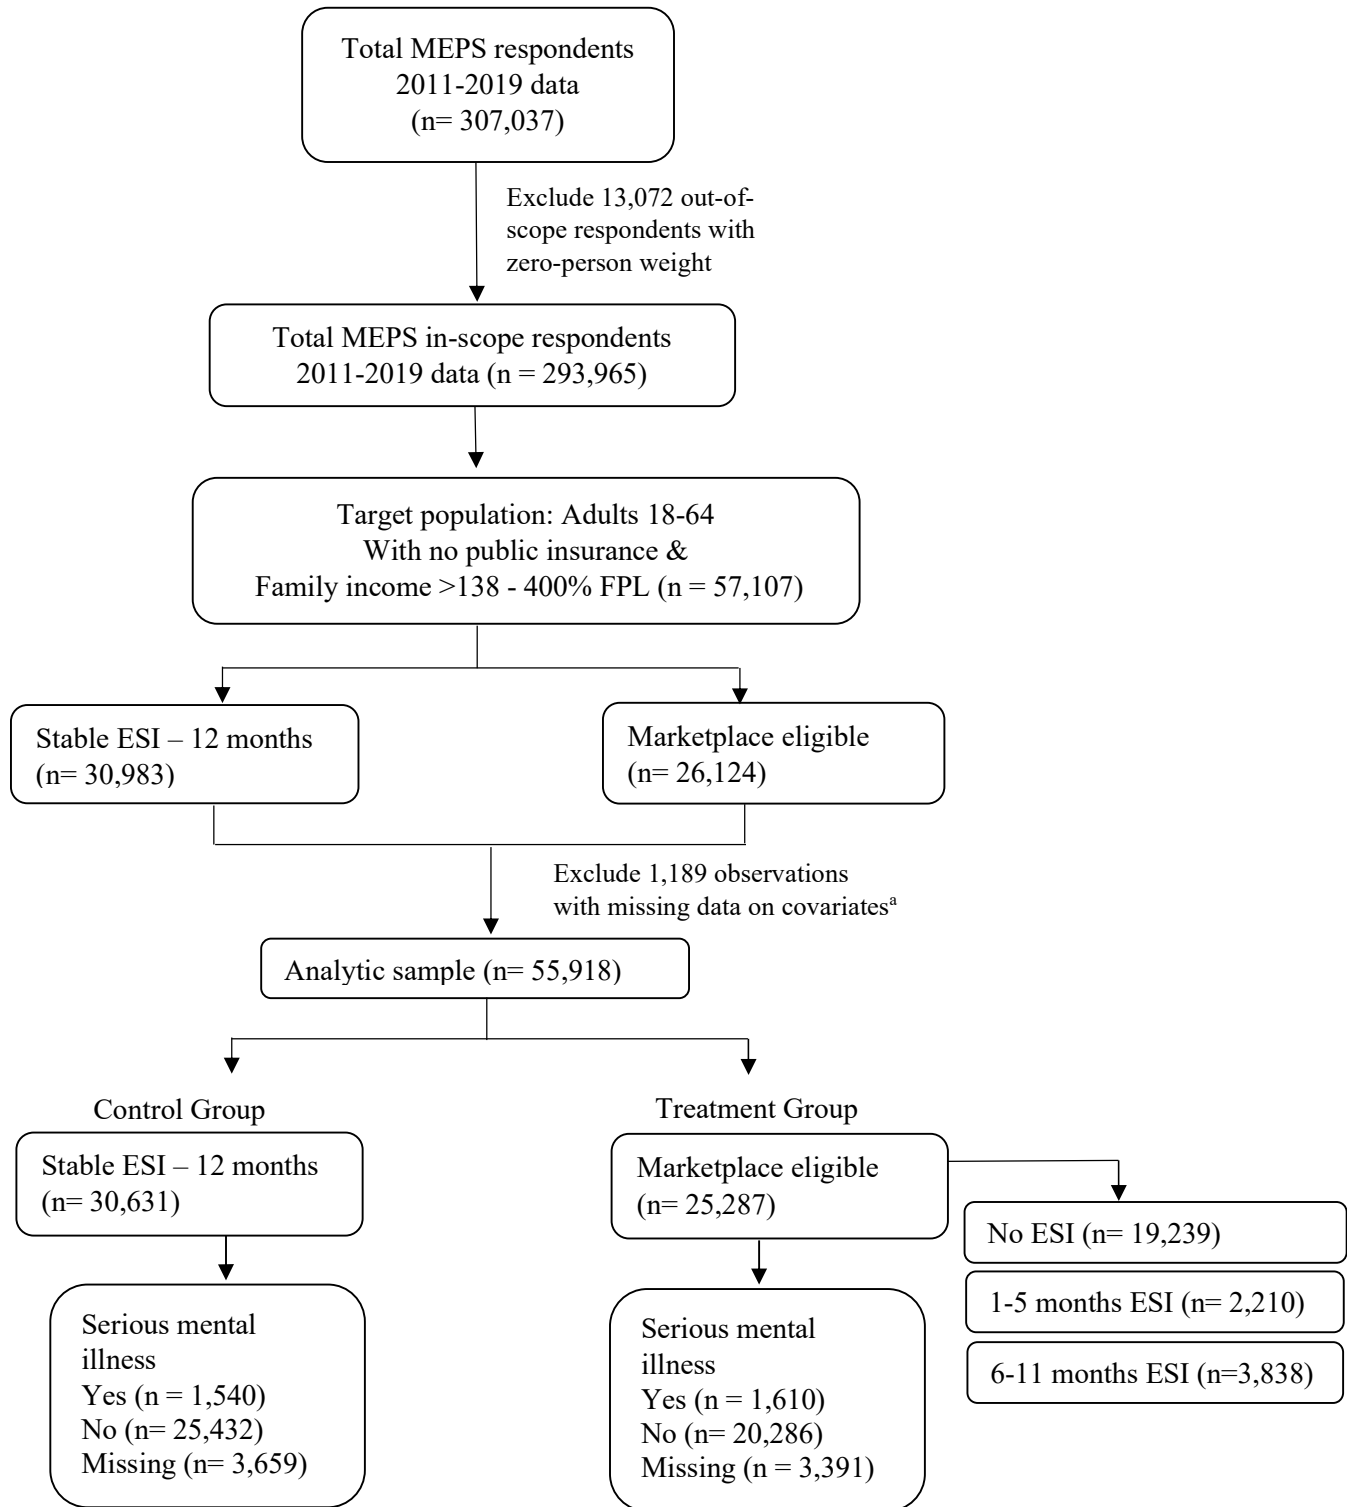 Total MEPS respondents
2011-2019 data
(n= 307,037)
Exclude 13,072 out-of-
scope respondents with
zero-person weight
Total MEPS in-scope respondents
2011-2019 data (n = 293,965)
Target population: Adults 18-64
With no public insurance &
Family income >138 - 400% FPL (n = 57,107)
Stable ESI – 12 months
(n= 30,983)
Marketplace eligible
(n= 26,124)
Exclude 1,189 observations
with missing data on covariatesᵃ
Analytic sample (n= 55,918)
Control Group
Stable ESI – 12 months
(n= 30,631)
Serious mental
illness
Yes (n = 1,540)
No (n= 25,432)
Missing (n= 3,659)
Treatment Group
Marketplace eligible
(n= 25,287)
Serious mental
illness
Yes (n = 1,610)
No (n= 20,286)
Missing (n = 3,391)
No ESI (n= 19,239)
1-5 months ESI (n= 2,210)
6-11 months ESI (n=3,838)